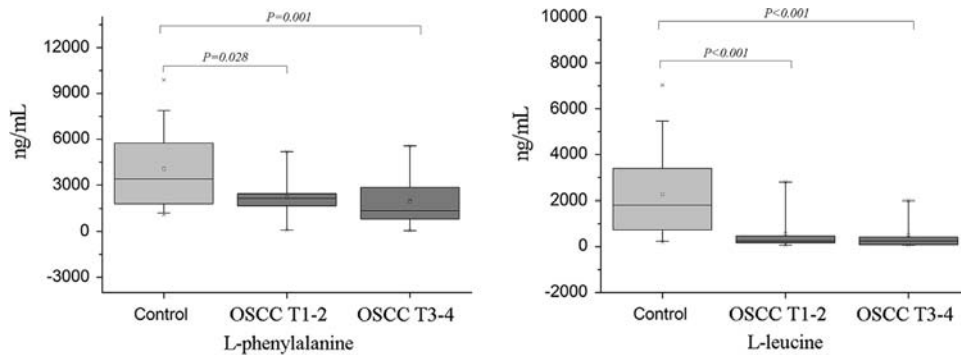 P=0.001
P=0.028
12000
9000
6000
3000
0
-3000
ng/mL
Control
OSCC T1-2
OSCC T3-4
L-phenylalanine
P<0.001
P<0.001
10000
8000
6000
4000
2000
0
-2000
ng/mL
Control
OSCC T1-2
OSCC T3-4
L-leucine